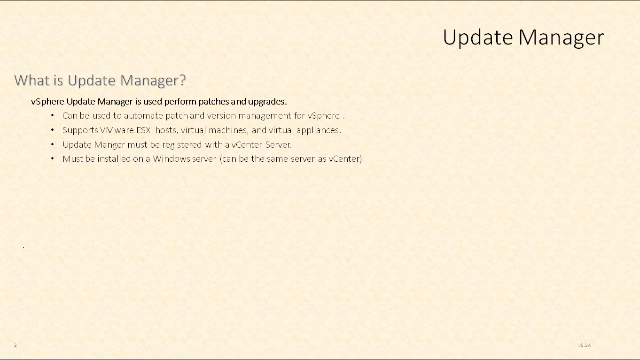 Update Manager
What is Update Manager?
vSphere Update Manager is used perform patches and upgrades.
• Can be used to automate patch and version management for vSphere .
• Supports VMware ESX hosts, virtual machines, and virtual appliances.
• Update Manger must be registered with a vCenter Server.
• Must be installed on a Windows server (can be the same server as vCenter)